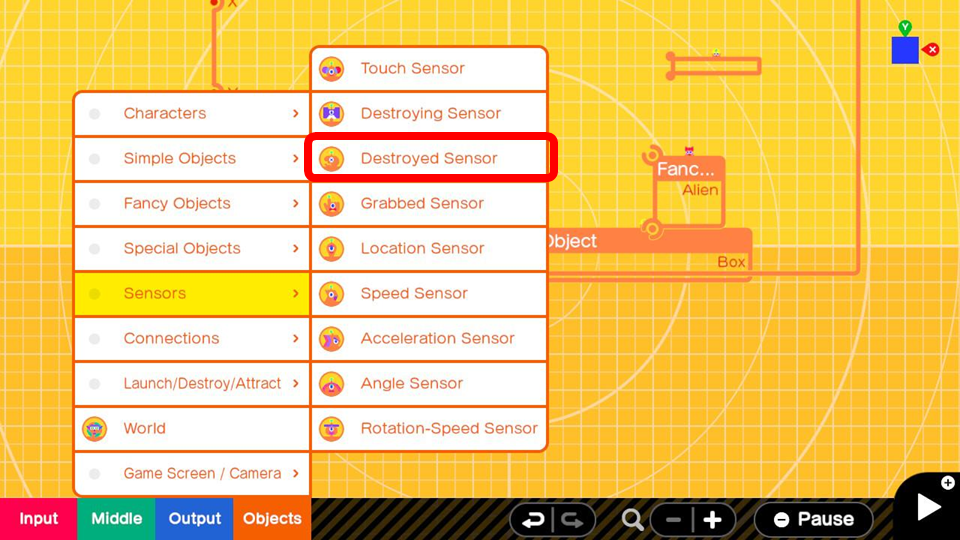 X
Y
X
Touch Sensor
Characters
Destroying Sensor
Simple Objects
Destroyed Sensor
Fanc...
Alien
Fancy Objects
Grabbed Sensor
Special Objects
Location Sensor
Object
Box
Sensors
Speed Sensor
Connections
Acceleration Sensor
Launch/Destroy/Attract
Angle Sensor
World
Rotation-Speed Sensor
Game Screen / Camera
Input
Middle
Output
Objects
Pause